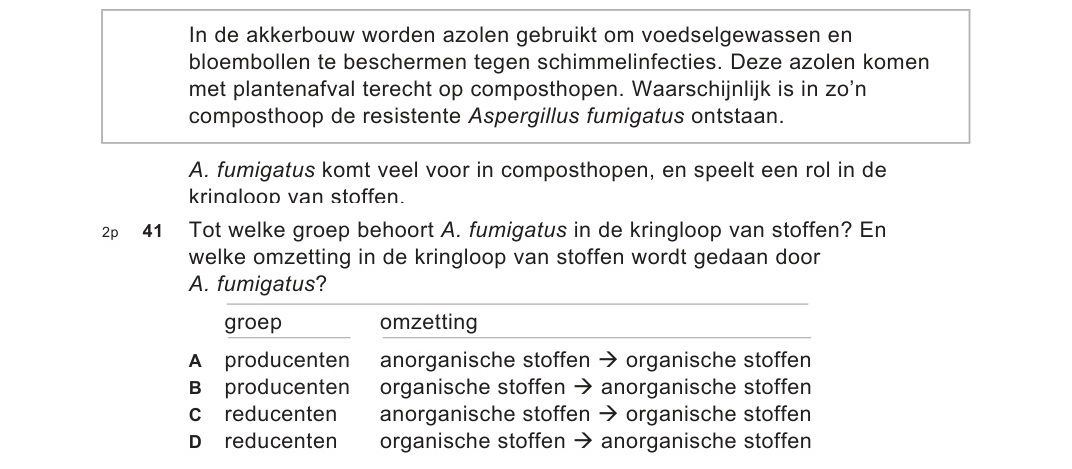 In de akkerbouw worden azolen gebruikt om voedselgewassen en
bloembollen te beschermen tegen schimmelinfecties. Deze azolen komen
met plantenafval terecht op composthopen. Waarschijnlijk is in zo’n
composthoop de resistente Aspergillus fumigatus ontstaan.
A. fumigatus komt veel voor in composthopen, en speelt een rol in de
kringloop van stoffen.
2p 41 Tot welke groep behoort A. fumigatus in de kringloop van stoffen? En
welke omzetting in de kringloop van stoffen wordt gedaan door
A. fumigatus?
groep omzetting
A producenten anorganische stoffen → organische stoffen
B producenten organische stoffen → anorganische stoffen
C reducenten anorganische stoffen → organische stoffen
D reducenten organische stoffen → anorganische stoffen